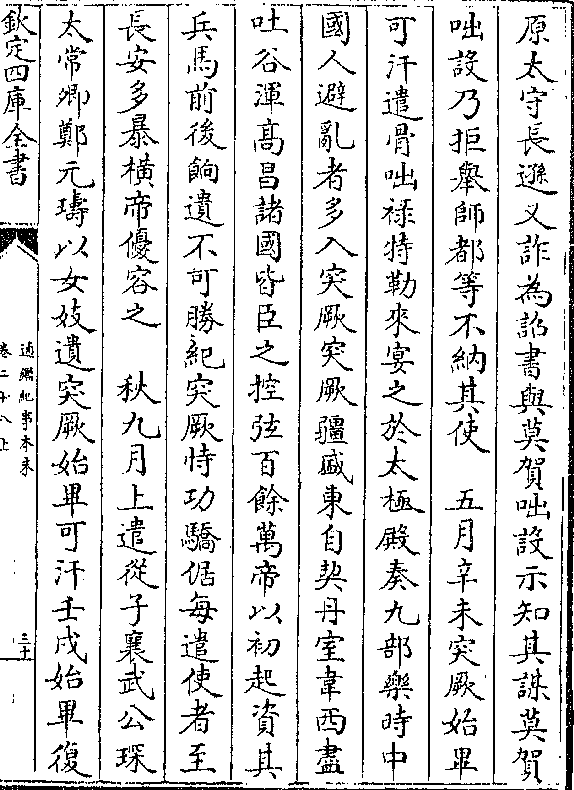 原太守長遜又詐為詔書與莫賀咄設示知其謀莫賀
咄設乃拒舉師都等不納其使　五月辛未突厥始畢
可汗遣骨咄祿特勒來宴之於太極殿奏九部樂時中
國人避亂者多入突厥突厥疆盛東自契丹室韋西盡
吐谷渾髙昌諸國皆臣之控弦百餘萬帝以初起資其
兵馬前後餉遺不可勝紀突厥恃功驕倨每遣使者至
長安多暴橫帝優容之　秋九月上遣從子襄武公琛
太常卿鄭元璹以女妓遺突厥始畢可汗壬戌始畢復
欽定四庫全書
通鑑紀事本末
卷二十八上
三十